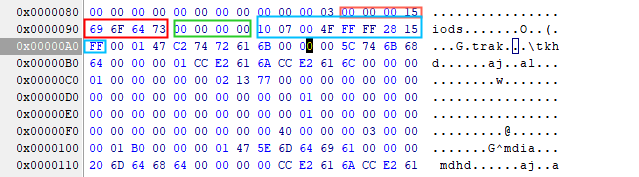 0x0000080 00 00 00 00 00 00 00 00 00 00 00 03 00 00 00 15 ................
0x0000090 69 6F 64 73 00 00 00 00 10 07 00 4F FF FF 28 15 iods.......O..(.
0x00000A0 FF 00 01 47 C2 74 72 61 6B 00 00 00 5C 74 6B 68 ...G.trak...\tkh
0x00000B0 64 00 00 00 01 CC E2 61 6A CC E2 61 6C 00 00 00 d......aj..al...
0x00000C0 01 00 00 00 00 02 13 77 00 00 00 00 00 00 00 00 .......w........
0x00000D0 00 00 00 00 00 00 00 00 00 00 01 00 00 00 00 00 ................
0x00000E0 00 00 00 00 00 00 00 00 00 00 01 00 00 00 00 00 ................
0x00000F0 00 00 00 00 00 00 00 00 00 40 00 00 00 03 00 00 .........@......
0x0000100 00 01 B0 00 00 00 01 47 5E 6D 64 69 61 00 00 00 .......G^mdia...
0x0000110 20 6D 64 68 64 00 00 00 00 CC E2 61 6A CC E2 61 mdhd......aj..a